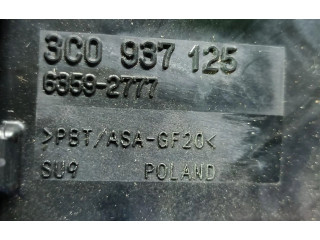 3C0 937 125
6359-2777
>PBT/ASA-GF20<
SU9 POLAND